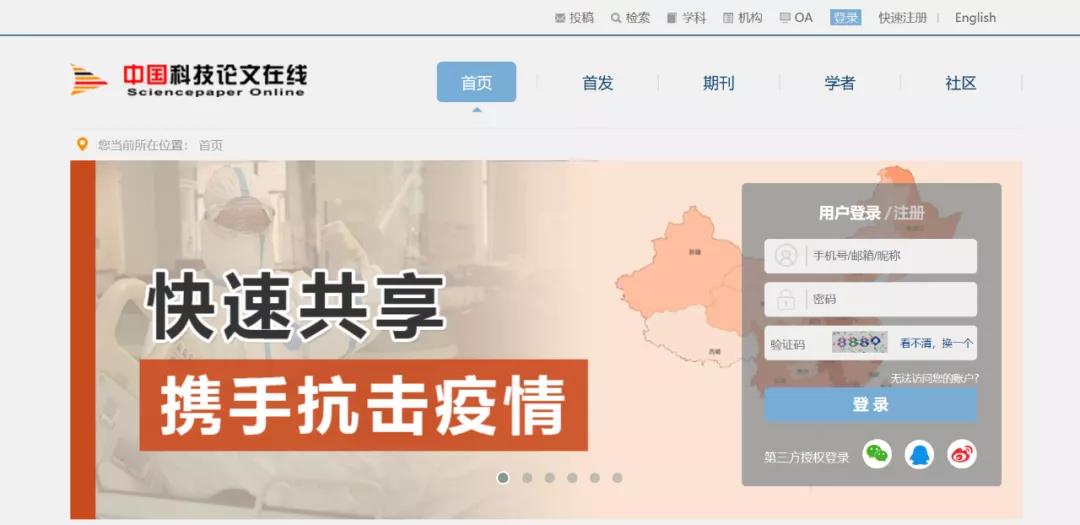 投稿 检索 学科 机构 OA 登录 快速注册 English
中国科技论文在线
Sciencepaper Online
首页 首发 期刊 学者 社区
您当前所在位置： 首页
用户登录 / 注册
手机号/邮箱/昵称
密码
验证码 8889 看不清，换一个
无法访问您的账户?
登 录
第三方授权登录
快速共享
携手抗击疫情
新疆
西藏